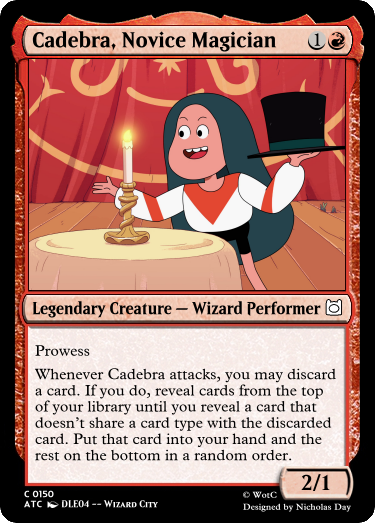 Cadebra, Novice Magician 1
Legendary Creature — Wizard Performer
Prowess
Whenever Cadebra attacks, you may discard
a card. If you do, reveal cards from the top
of your library until you reveal a card that
doesn't share a card type with the discarded
card. Put that card into your hand and the
rest on the bottom in a random order.
2/1
C 0150
ATC DLE04 -- Wizard City
© WotC
Designed by Nicholas Day